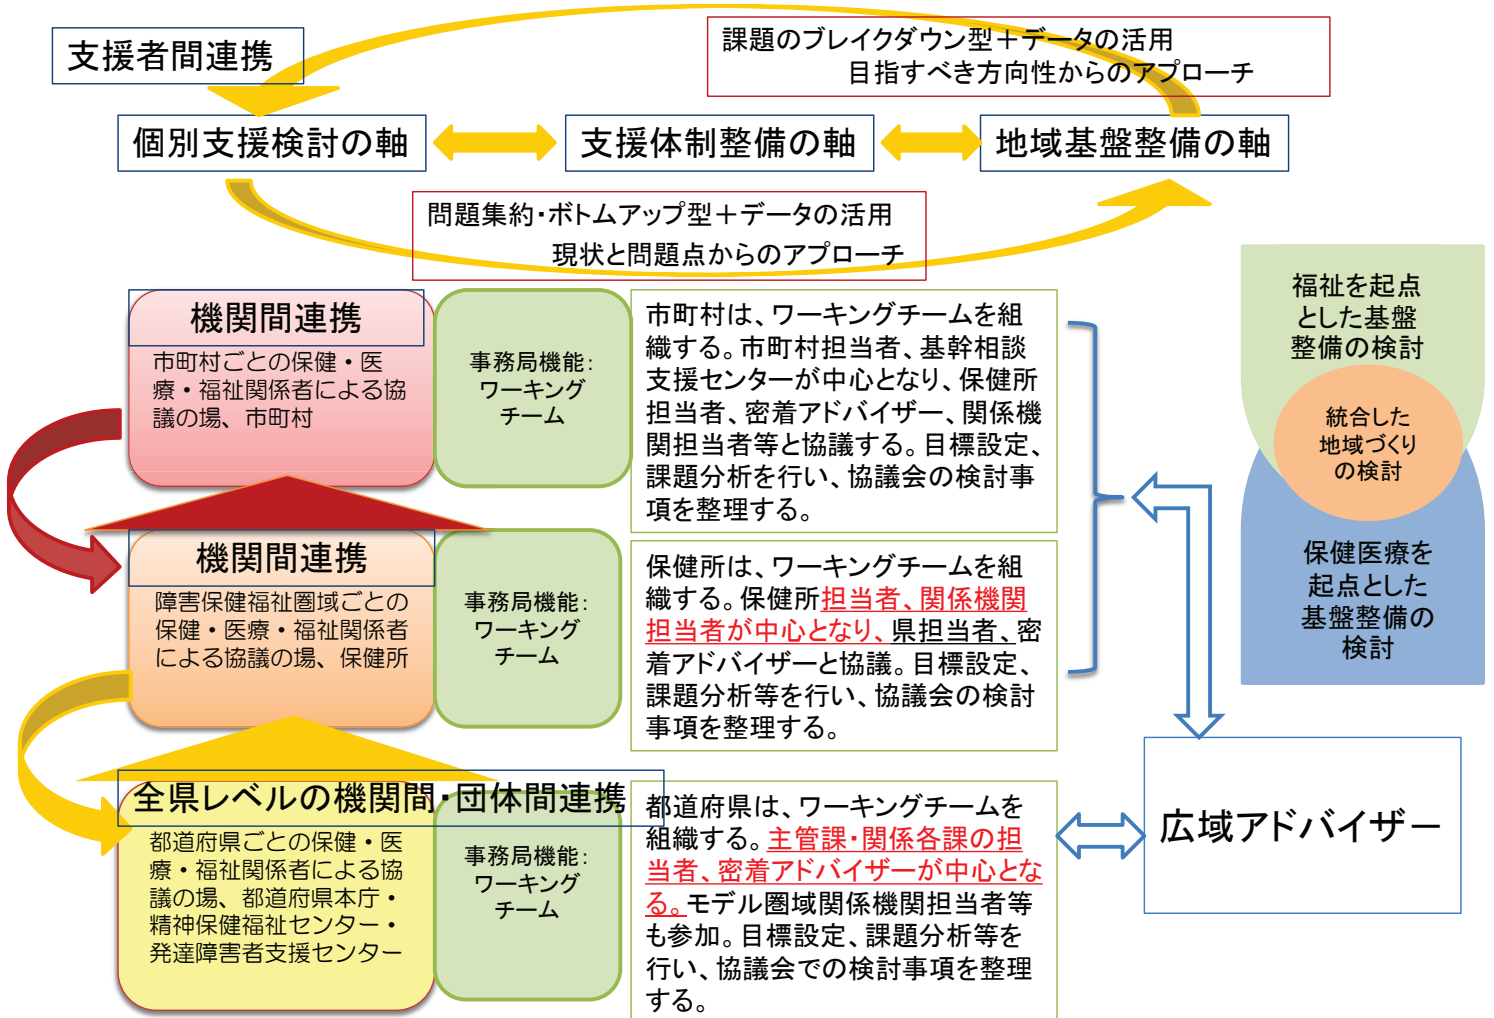 支援者間連携
課題のブレイクダウン型＋データの活用
目指すべき方向性からのアプローチ
個別支援検討の軸
支援体制整備の軸
地域基盤整備の軸
問題集約・ボトムアップ型＋データの活用
現状と問題点からのアプローチ
機関間連携
市町村ごとの保健・医
療・福祉関係者による協
議の場、市町村
事務局機能：
ワーキング
チーム
市町村は、ワーキングチームを組
織する。市町村担当者、基幹相談
支援センターが中心となり、保健所
担当者、密着アドバイザー、関係機
関担当者等と協議する。目標設定、
課題分析を行い、協議会の検討事
項を整理する。
福祉を起点
とした基盤
整備の検討
統合した
地域づくり
の検討
保健医療を
起点とした
基盤整備の
検討
機関間連携
障害保健福祉圏域ごとの
保健・医療・福祉関係者
による協議の場、保健所
事務局機能：
ワーキング
チーム
保健所は、ワーキングチームを組
織する。保健所担当者、関係機関
担当者が中心となり、県担当者、密
着アドバイザーと協議。目標設定、
課題分析等を行い、協議会の検討
事項を整理する。
全県レベルの機関間・団体間連携
都道府県ごとの保健・医
療・福祉関係者による協
議の場、都道府県本庁・
精神保健福祉センター・
発達障害者支援センター
事務局機能：
ワーキング
チーム
都道府県は、ワーキングチームを
組織する。主管課・関係各課の担
当者、密着アドバイザーが中心とな
る。モデル圏域関係機関担当者等
も参加。目標設定、課題分析等を
行い、協議会での検討事項を整理
する。
広域アドバイザー